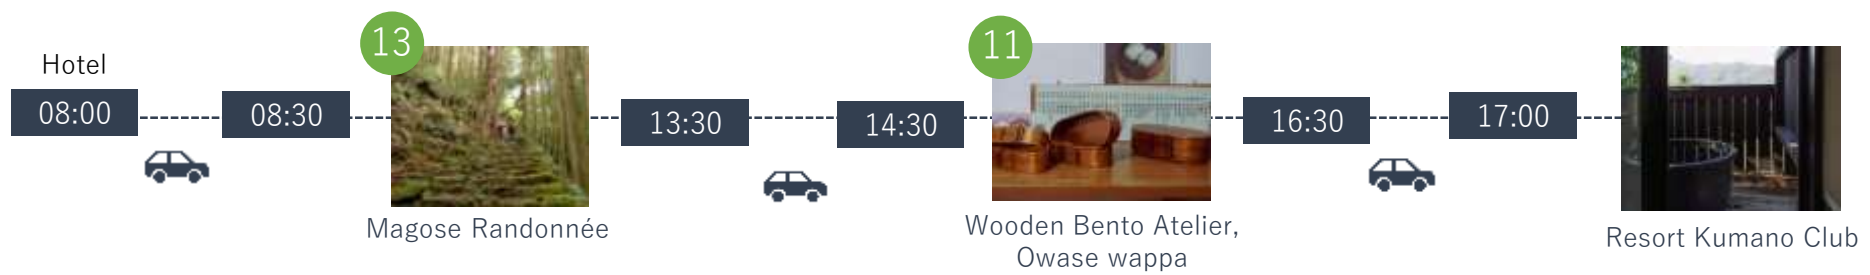 Hotel
08:00
08:30
13
Magose Randonnée
13:30
14:30
11
Wooden Bento Atelier,
Owase wappa
16:30
17:00
Resort Kumano Club